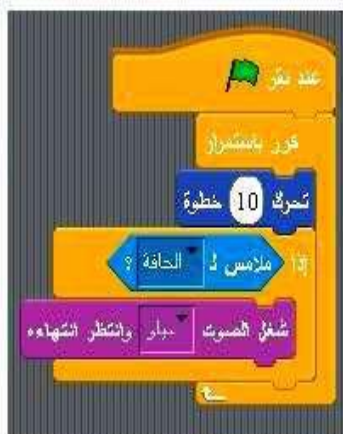 عند نقر
كرر باستمرار
تحرك 10 خطوة
إذا ملامس لـ الحافة ؟
شغل الصوت وانتظر انتهاءه